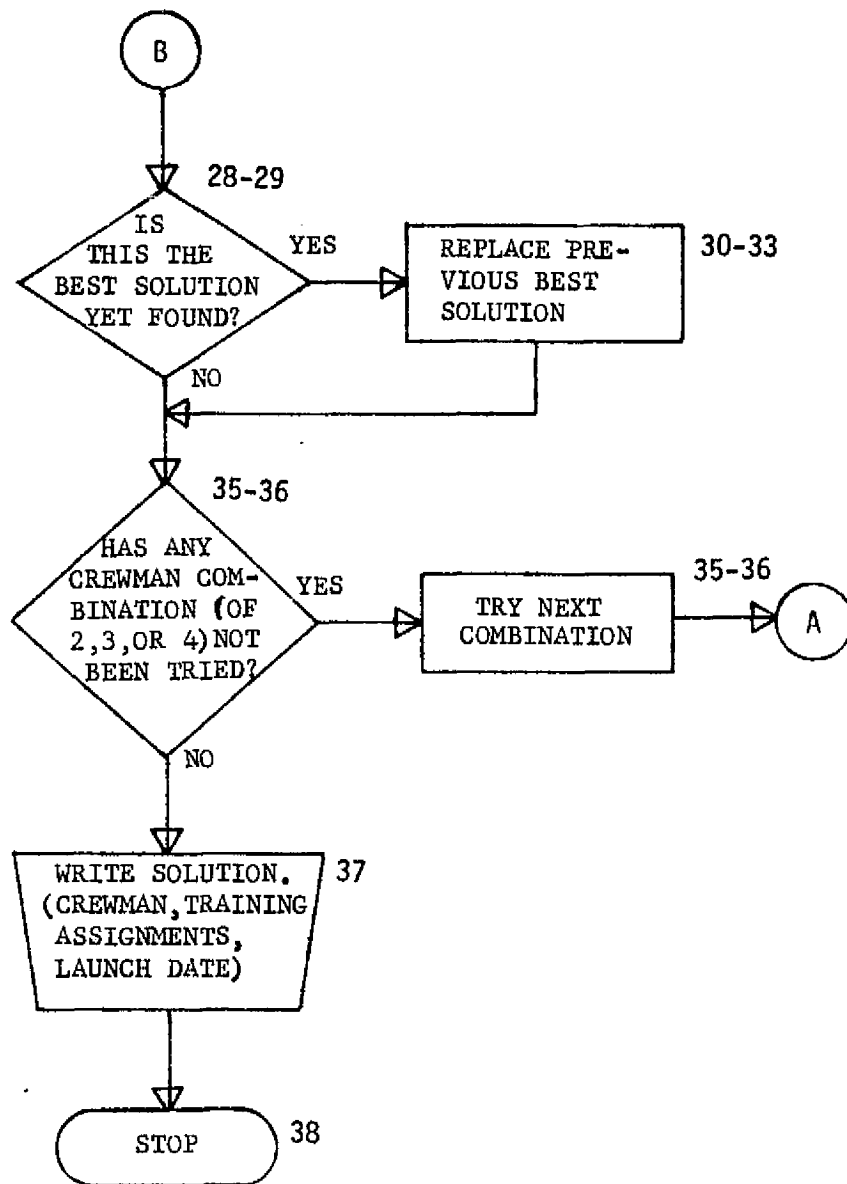 B
28-29
IS
THIS THE
BEST SOLUTION
YET FOUND?
YES
REPLACE PRE-
VIOUS BEST
SOLUTION
30-33
NO
35-36
HAS ANY
CREWMAN COM-
BINATION (OF
2,3,OR 4)NOT
BEEN TRIED?
YES
TRY NEXT
COMBINATION
35-36
A
NO
WRITE SOLUTION.
(CREWMAN,TRAINING
ASSIGNMENTS,
LAUNCH DATE)
37
STOP
38